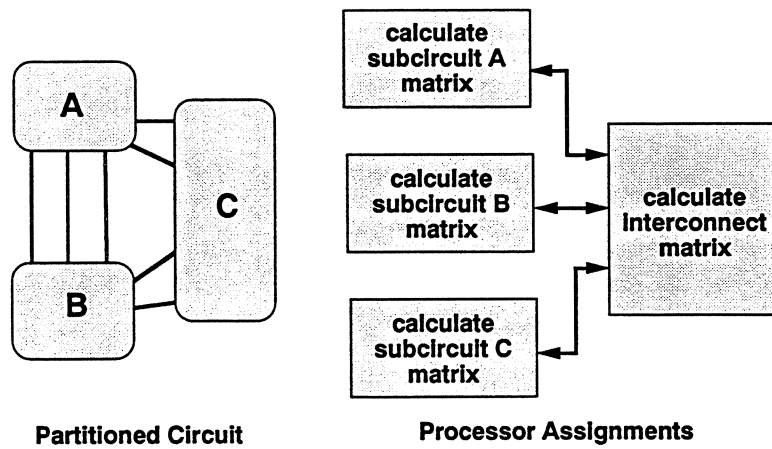 A
B
C
Partitioned Circuit
calculate
subcircuit A
matrix
calculate
subcircuit B
matrix
calculate
subcircuit C
matrix
calculate
interconnect
matrix
Processor Assignments